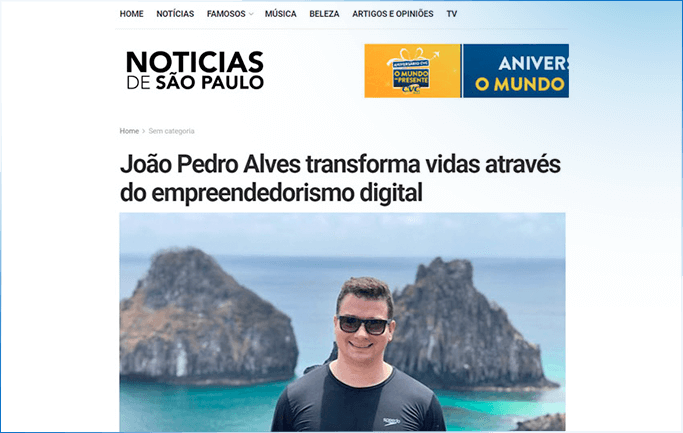 HOME NOTÍCIAS FAMOSOS MÚSICA BELEZA ARTIGOS E OPINIÕES TV
NOTICIAS
DE SÃO PAULO
ANIVERSÁRIO CVC
O MUNDO
DE PRESENTE
CVC
ANIVERS
O MUNDO
Home > Sem categoria
João Pedro Alves transforma vidas através
do empreendedorismo digital
speedo